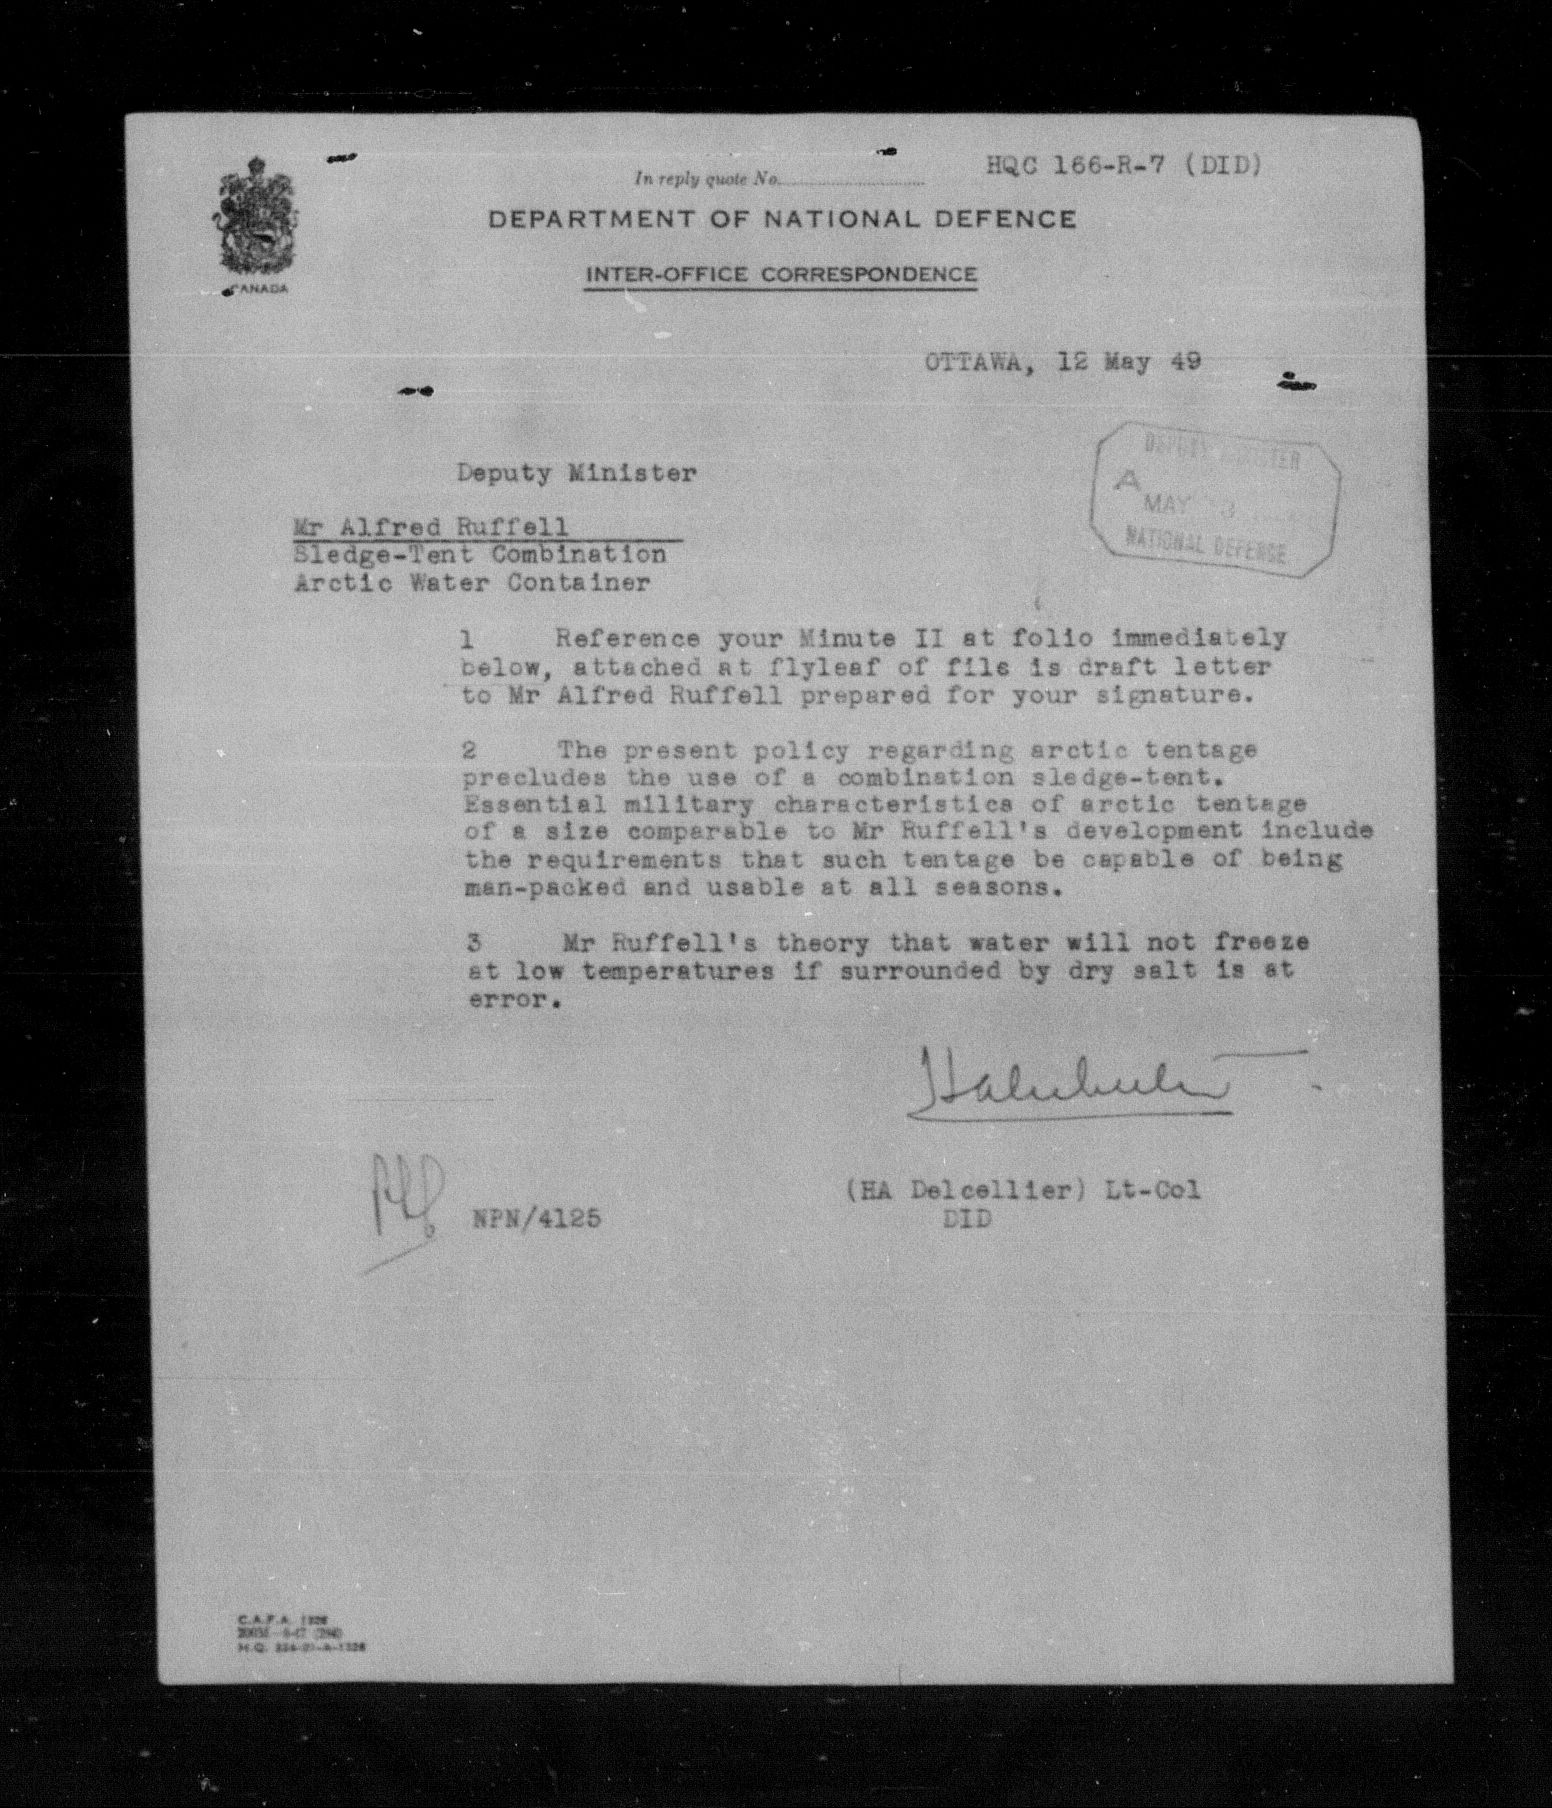 HQC 166-R-7 (DID)
In reply quote No.
DEPARTMENT OF NATIONAL DEFENCE
INTER-OFFICE CORRESPONDENCE
CANADA
OTTAWA, 12 May 49
DEPUTY MINISTER
A
MAY 3
NATIONAL DEFENCE
Deputy Minister
Mr Alfred Ruffell
Sledge-Tent Combination
Arctic Water Container
1 Reference your Minute II at folio immediately
below, attached at flyleaf of file is draft letter
to Mr Alfred Ruffell prepared for your signature.
2 The present policy regarding arctic tentage
precludes the use of a combination sledge-tent.
Essential military characteristics of arctic tentage
of a size comparable to Mr Ruffell's development include
the requirements that such tentage be capable of being
man-packed and usable at all seasons.
3 Mr Ruffell's theory that water will not freeze
at low temperatures if surrounded by dry salt is at
error.
(HA Delcellier) Lt-Col
NPN/4125 DID
C.A.F.A. 1326